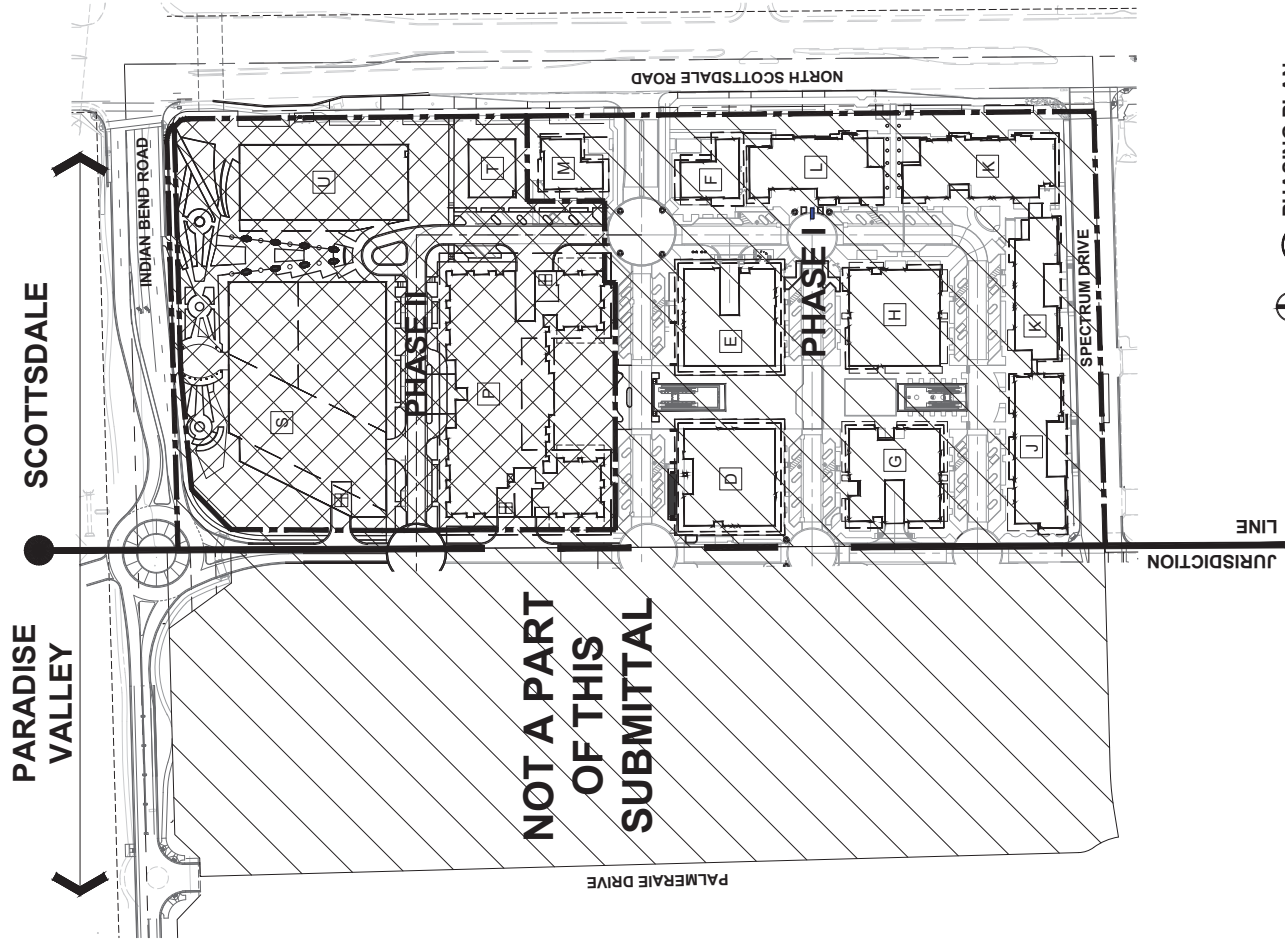 PARADISE
VALLEY
SCOTTSDALE
INDIAN BEND ROAD
NORTH SCOTTSDALE ROAD
U
T
M
F
L
K
PHASE II
PHASE I
S
R
P
E
H
K
D
G
J
SPECTRUM DRIVE
JURISDICTION
LINE
NOT A PART
OF THIS
SUBMITTAL
PALMERAIE DRIVE